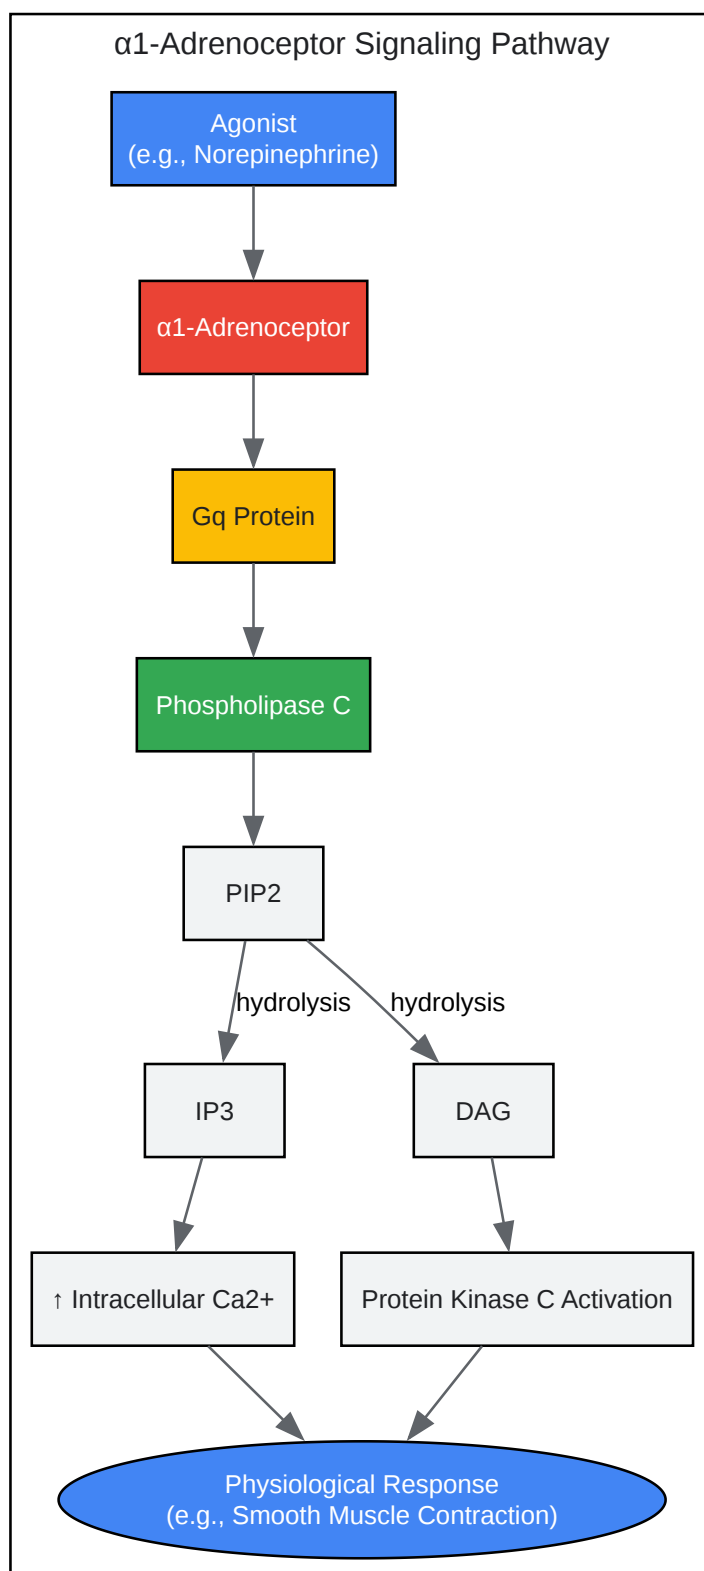 α1-Adrenoceptor Signaling Pathway
Agonist
(e.g., Norepinephrine)
α1-Adrenoceptor
Gq Protein
Phospholipase C
PIP2
hydrolysis
hydrolysis
IP3
DAG
↑ Intracellular Ca2+
Protein Kinase C Activation
Physiological Response
(e.g., Smooth Muscle Contraction)